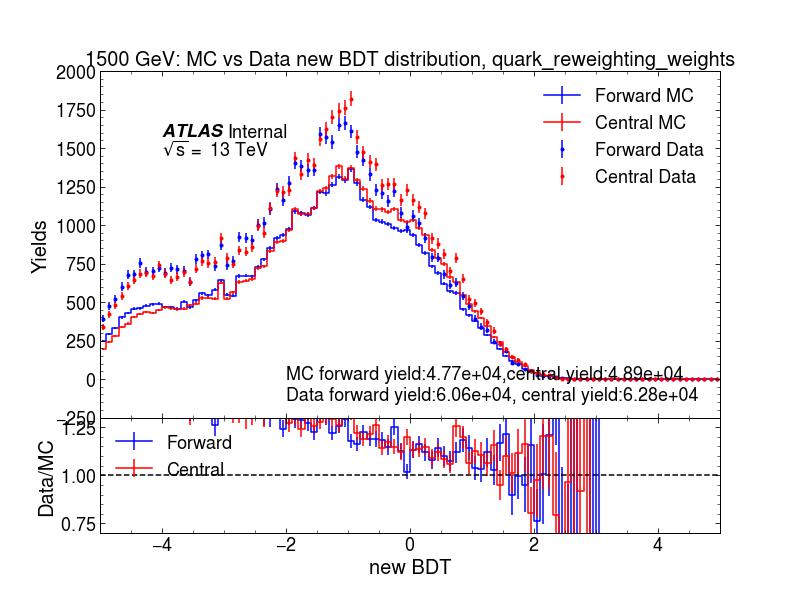 1500 GeV: MC vs Data new BDT distribution, quark_reweighting_weights
2000
1750
1500
1250
1000
750
500
250
0
−250
Yields
ATLAS Internal
√s = 13 TeV
Forward MC
Central MC
Forward Data
Central Data
MC forward yield:4.77e+04,central yield:4.89e+04
Data forward yield:6.06e+04, central yield:6.28e+04
1.25
1.00
0.75
Data/MC
Forward
Central
−4
−2
0
2
4
new BDT